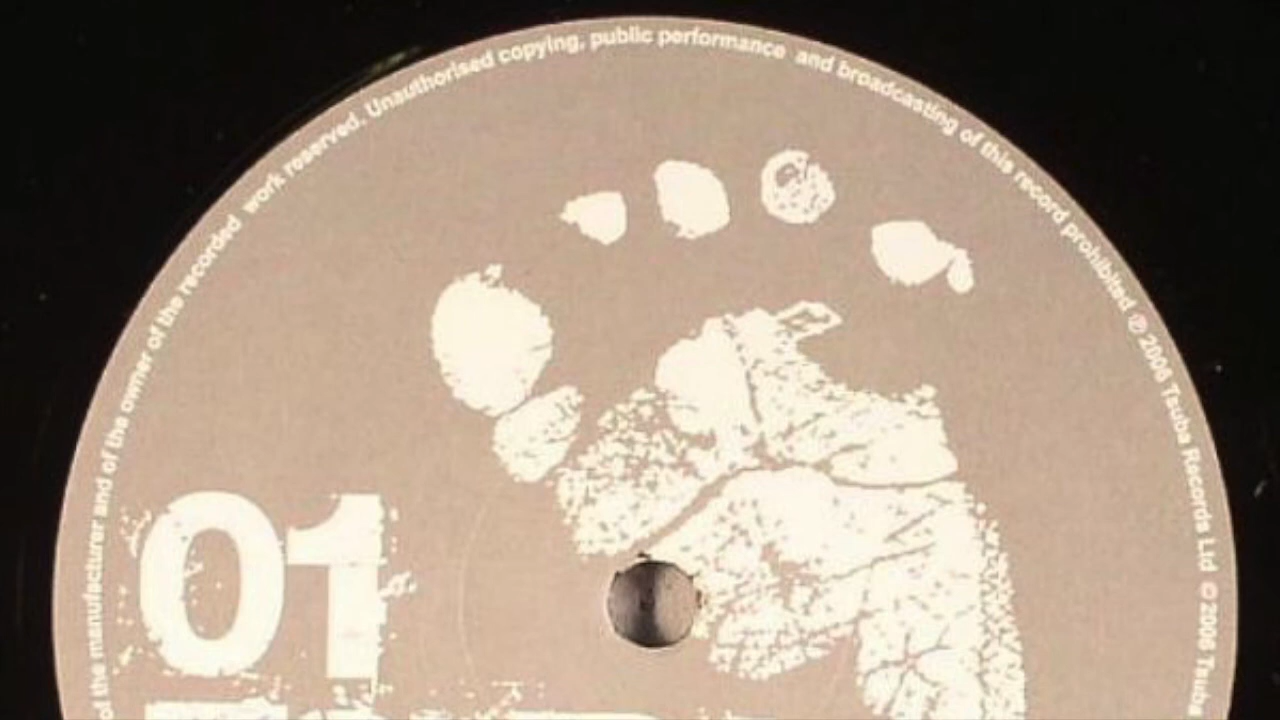 of the manufacturer and of the owner of the recorded work reserved. Unauthorised copying, public performance and broadcasting of this record prohibited ℗ 2006 Tsuba Records Ltd © 2006 Tsuba
01